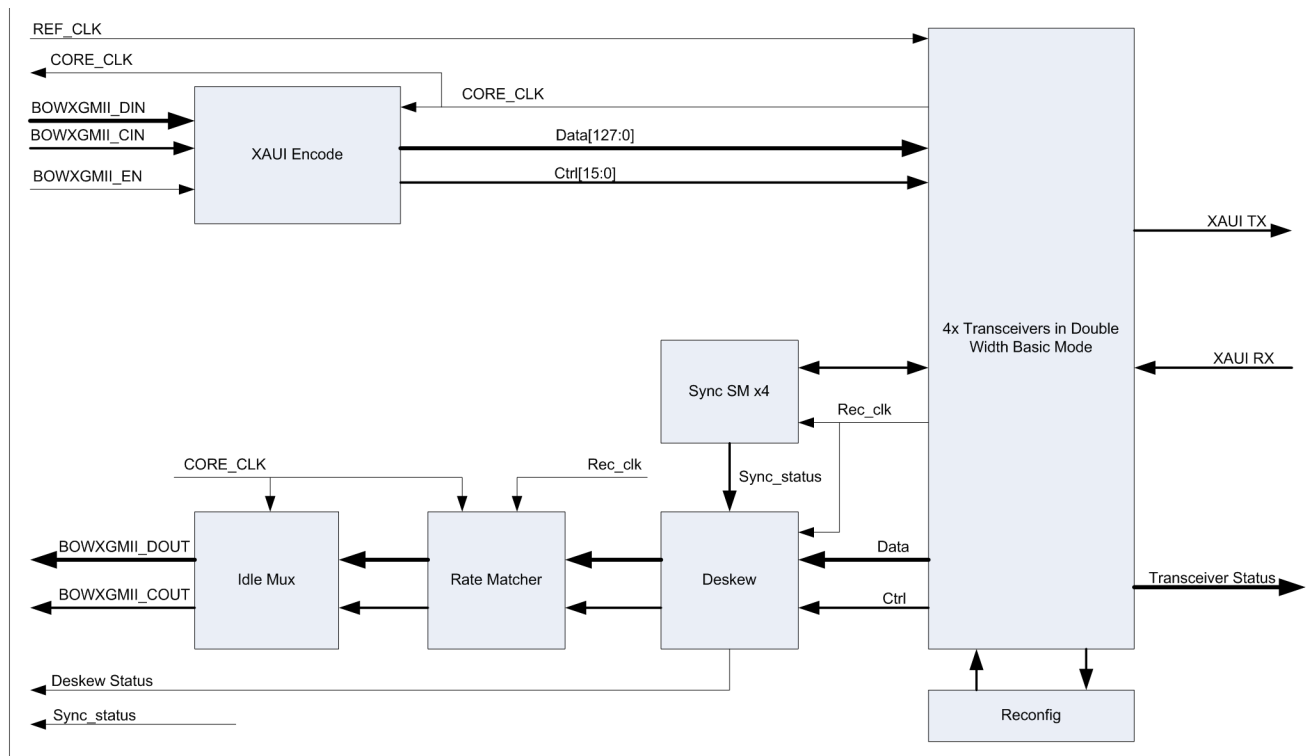 REF_CLK
CORE_CLK
CORE_CLK
BOWXGMII_DIN
BOWXGMII_CIN
BOWXGMII_EN
XAUI Encode
Data[127:0]
Ctrl[15:0]
XAUI TX
4x Transceivers in Double
Width Basic Mode
XAUI RX
Sync SM x4
Rec_clk
Sync_status
CORE_CLK
Rec_clk
BOWXGMII_DOUT
BOWXGMII_COUT
Idle Mux
Rate Matcher
Deskew
Data
Ctrl
Transceiver Status
Deskew Status
Sync_status
Reconfig